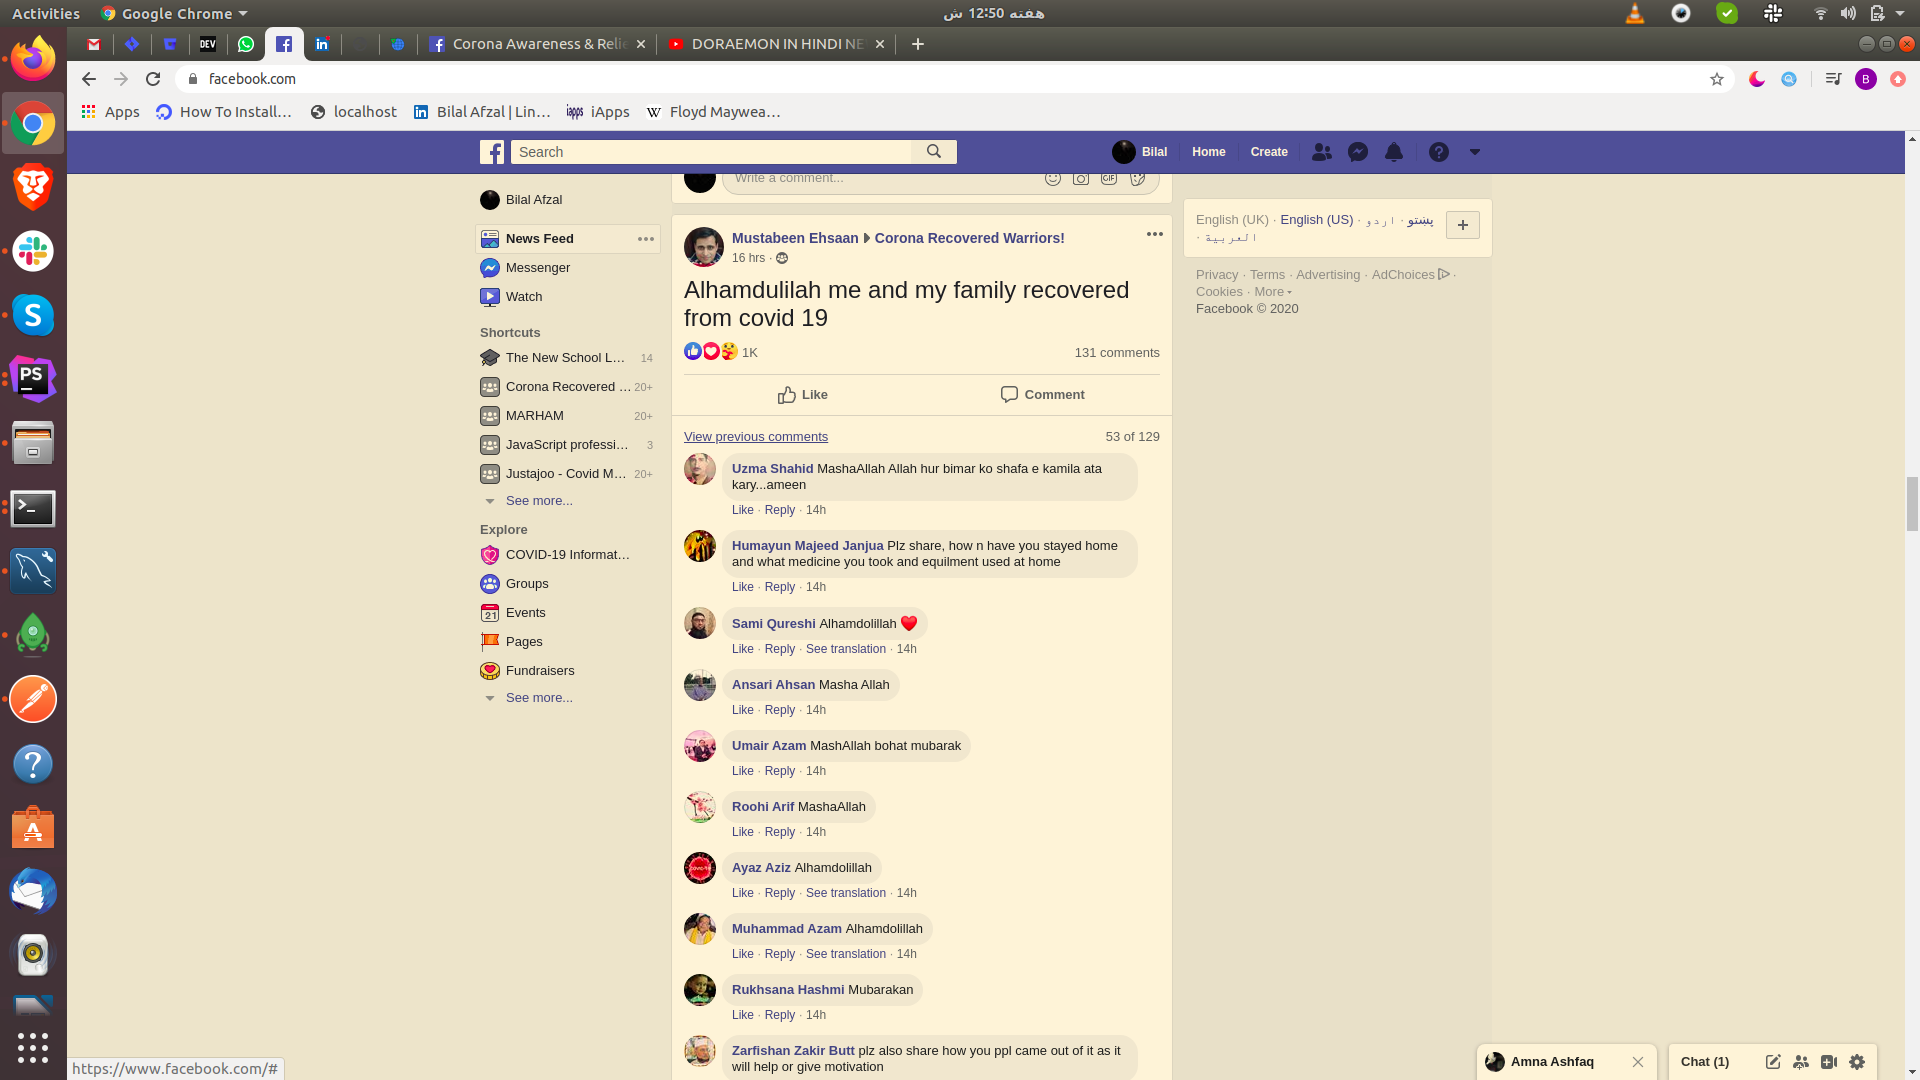 Activities
Google Chrome
هفته 12:50 ش
DEV
Corona Awareness & Relie
DORAEMON IN HINDI NE
facebook.com
B
Apps
How To Install...
localhost
Bilal Afzal | Lin...
iApps
Floyd Maywea...
Search
Bilal
Home
Create
Bilal Afzal
News Feed
Messenger
Watch
Shortcuts
The New School L... 14
Corona Recovered ... 20+
MARHAM 20+
JavaScript professi... 3
Justajoo - Covid M... 20+
See more...
Explore
COVID-19 Informat...
Groups
Events
Pages
Fundraisers
See more...
Write a comment...
GIF
Mustabeen Ehsaan Corona Recovered Warriors!
16 hrs ·
Alhamdulilah me and my family recovered
from covid 19
1K
131 comments
Like
Comment
View previous comments
53 of 129
Uzma Shahid MashaAllah Allah hur bimar ko shafa e kamila ata
kary...ameen
Like · Reply · 14h
Humayun Majeed Janjua Plz share, how n have you stayed home
and what medicine you took and equilment used at home
Like · Reply · 14h
Sami Qureshi Alhamdolillah ❤️
Like · Reply · See translation · 14h
Ansari Ahsan Masha Allah
Like · Reply · 14h
Umair Azam MashAllah bohat mubarak
Like · Reply · 14h
Roohi Arif MashaAllah
Like · Reply · 14h
Ayaz Aziz Alhamdolillah
Like · Reply · See translation · 14h
Muhammad Azam Alhamdolillah
Like · Reply · See translation · 14h
Rukhsana Hashmi Mubarakan
Like · Reply · 14h
Zarfishan Zakir Butt plz also share how you ppl came out of it as it
will help or give motivation
English (UK) · English (US) · اردو · پښتو
· العربية
Privacy · Terms · Advertising · AdChoices ·
Cookies · More
Facebook © 2020
Amna Ashfaq
Chat (1)
https://www.facebook.com/#
PS
21